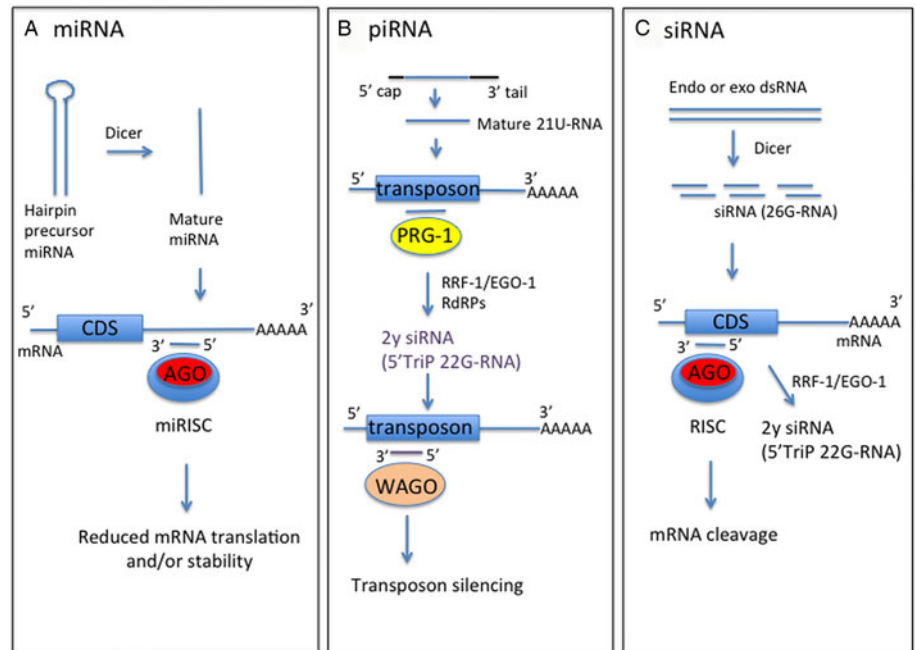 A miRNA
Dicer
Hairpin
precursor
miRNA
Mature
miRNA
5’
3’
CDS
AAAAA
mRNA
3’
5’
AGO
miRISC
Reduced mRNA translation
and/or stability
B piRNA
5’ cap
3’ tail
Mature 21U-RNA
5’
3’
transposon
AAAAA
PRG-1
RRF-1/EGO-1
RdRPs
2y siRNA
(5’TriP 22G-RNA)
5’
3’
transposon
AAAAA
3’
5’
WAGO
Transposon silencing
C siRNA
Endo or exo dsRNA
Dicer
siRNA (26G-RNA)
5’
3’
CDS
AAAAA
mRNA
3’
5’
AGO
RISC
RRF-1/EGO-1
2y siRNA
(5’TriP 22G-RNA)
mRNA cleavage